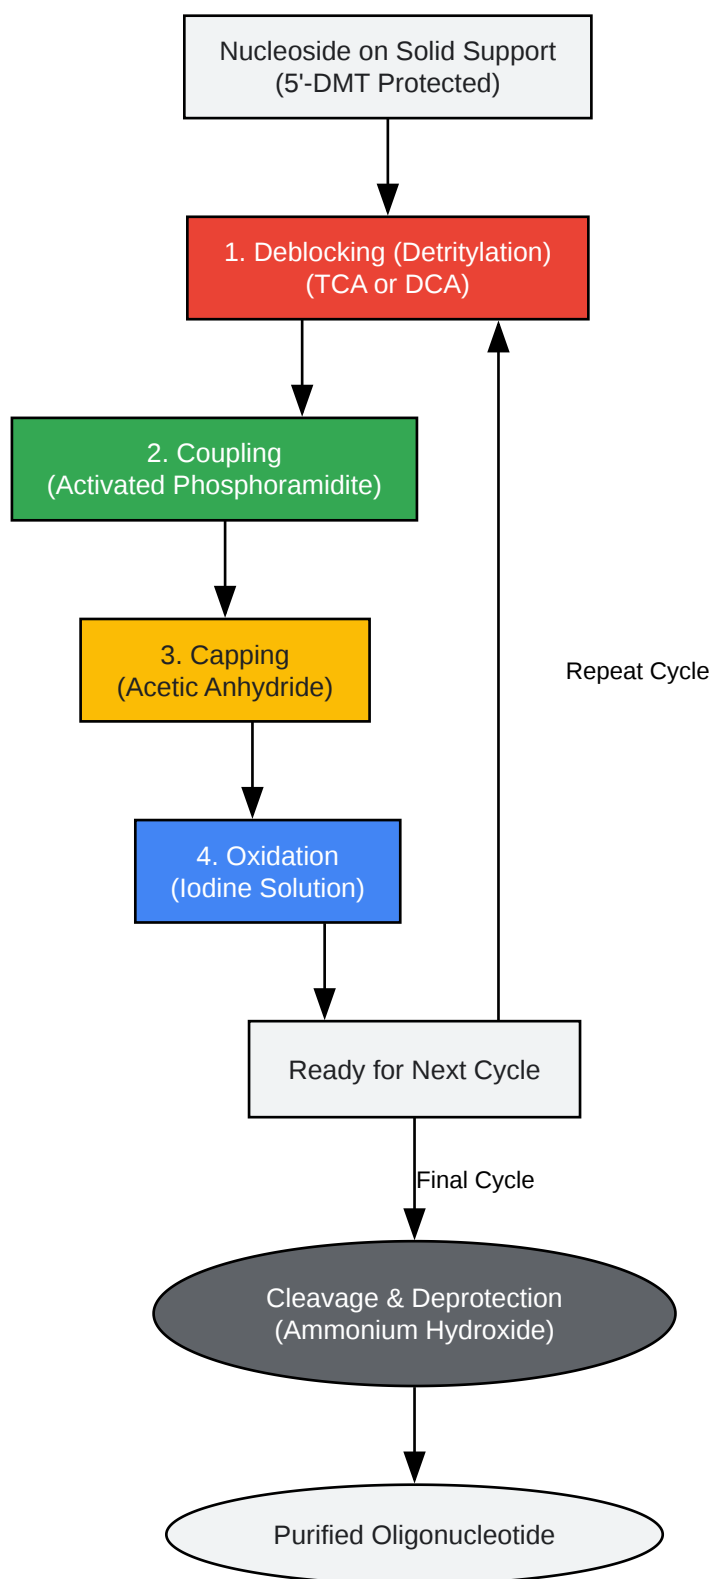 Nucleoside on Solid Support
(5'-DMT Protected)
1. Deblocking (Detritylation)
(TCA or DCA)
2. Coupling
(Activated Phosphoramidite)
3. Capping
(Acetic Anhydride)
Repeat Cycle
4. Oxidation
(Iodine Solution)
Ready for Next Cycle
Final Cycle
Cleavage & Deprotection
(Ammonium Hydroxide)
Purified Oligonucleotide